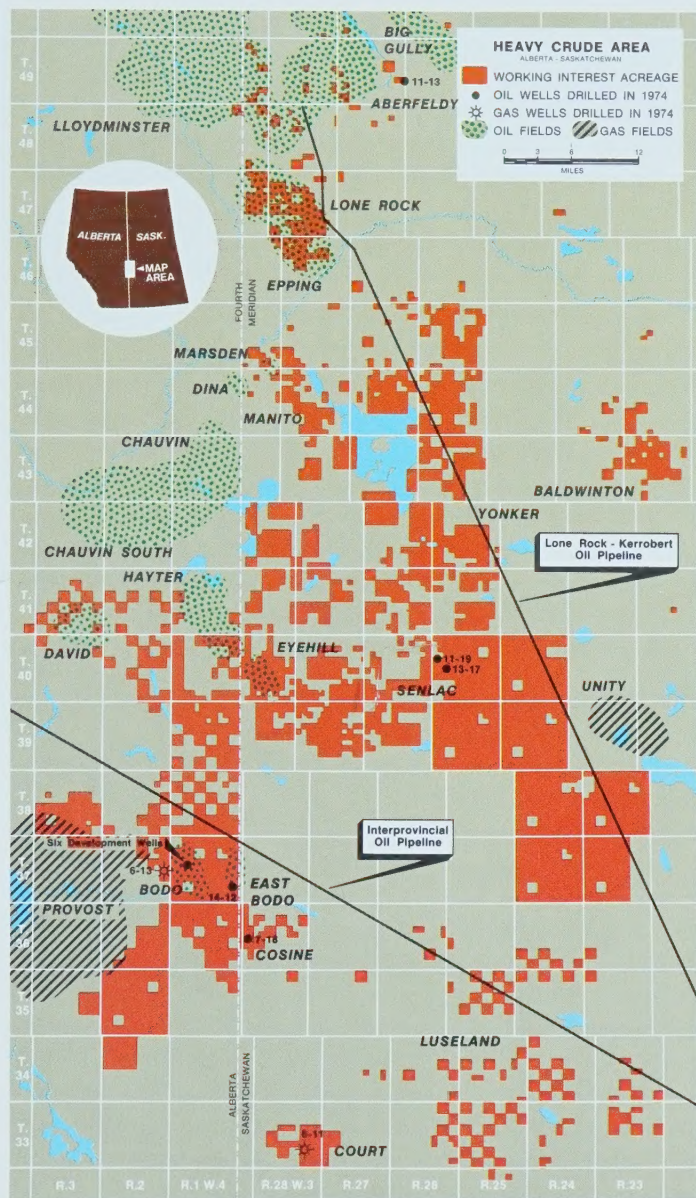 HEAVY CRUDE AREA
ALBERTA - SASKATCHEWAN
WORKING INTEREST ACREAGE
OIL WELLS DRILLED IN 1974
GAS WELLS DRILLED IN 1974
OIL FIELDS GAS FIELDS
0 3 6 12
MILES
BIG
GULLY
11-13
ABERFELDY
T.
49
LLOYDMINSTER
T.
48
T.
47
LONE ROCK
ALBERTA SASK.
MAP
AREA
T.
46
EPPING
FOURTH
MERIDIAN
T.
45
MARSDEN
DINA
T.
44
MANITO
CHAUVIN
T.
43
BALDWINTON
YONKER
T.
42
CHAUVIN SOUTH
Lone Rock - Kerrobert
Oil Pipeline
HAYTER
T.
41
DAVID
EYEHILL
11-19
13-17
T.
40
SENLAC
UNITY
T.
39
T.
38
Interprovincial
Oil Pipeline
Six Development Wells
6-13
T.
37
BODO
14-12
EAST
BODO
PROVOST
7-18
T.
36
COSINE
T.
35
LUSELAND
T.
34
ALBERTA
SASKATCHEWAN
T.
33
6-11
COURT
R.3 R.2 R.1 W.4 R.28 W.3 R.27 R.26 R.25 R.24 R.23